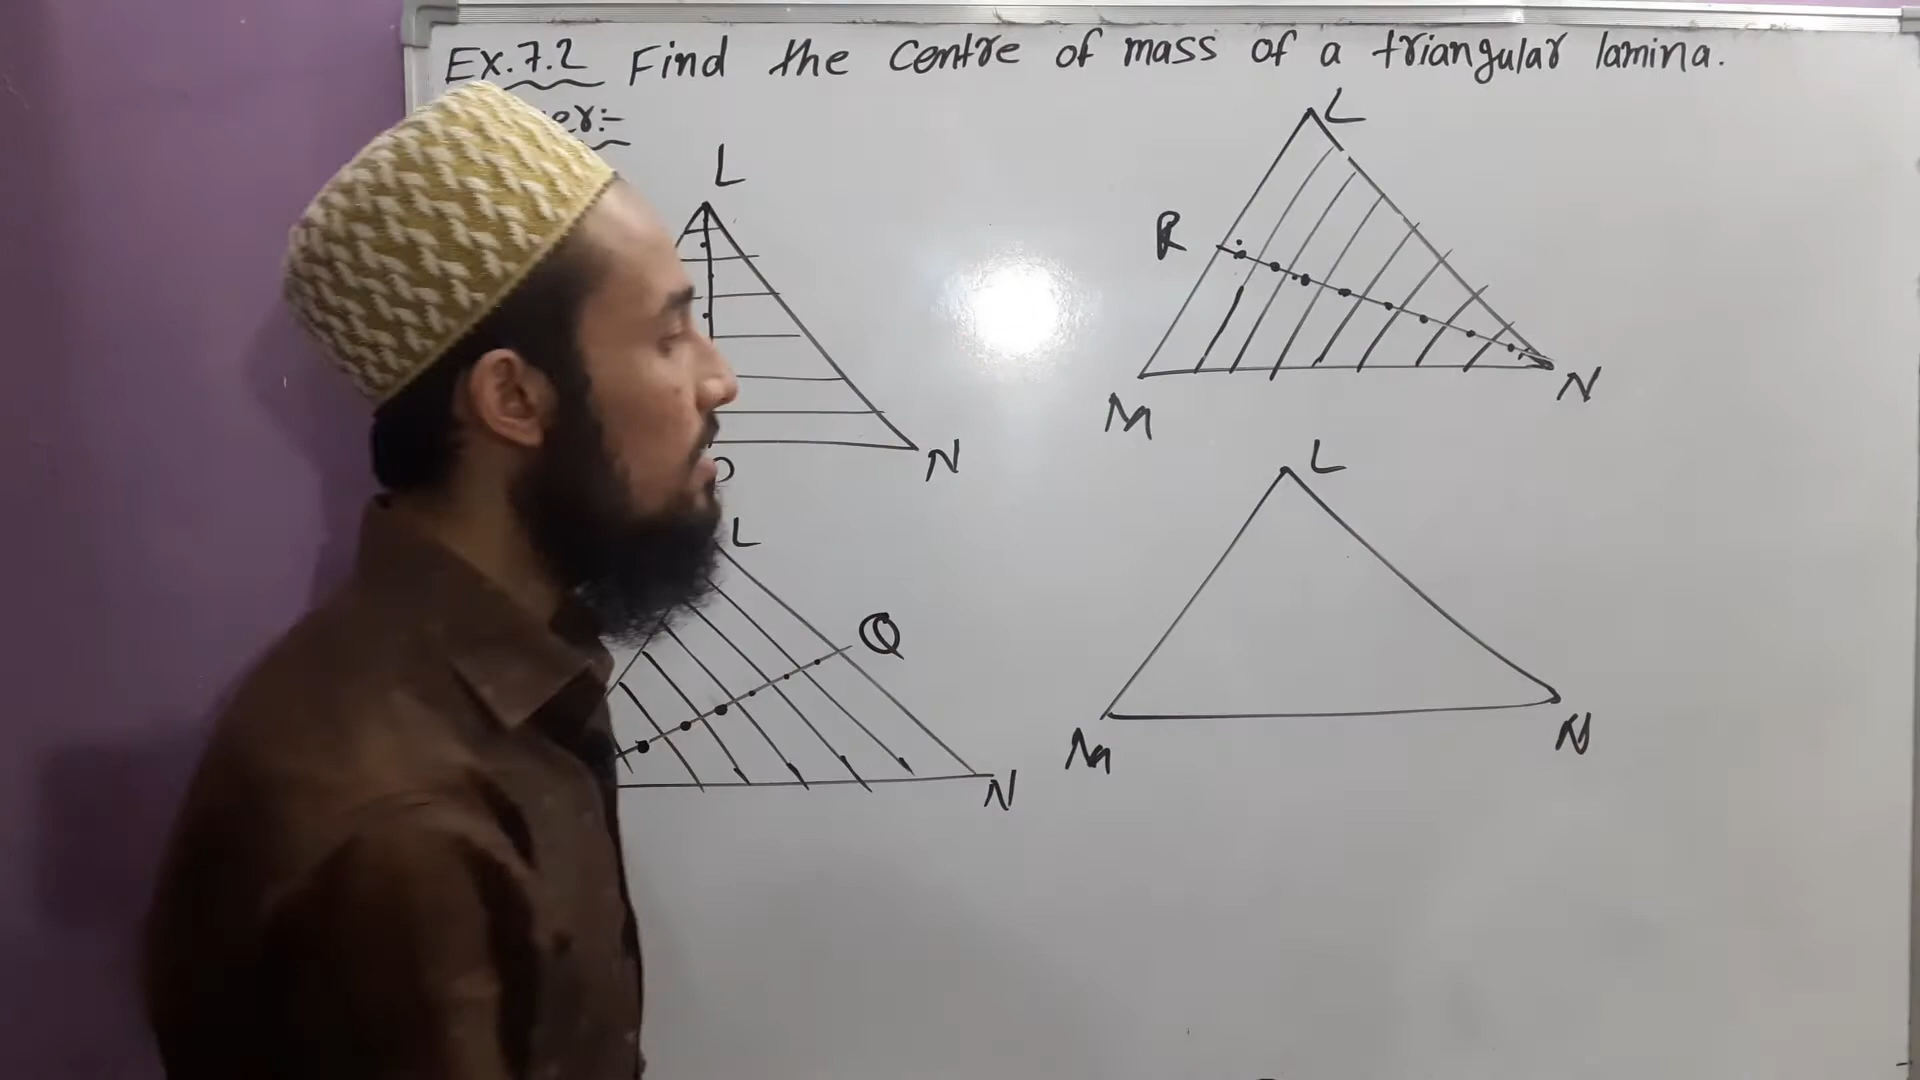 Ex.7.2 Find the Centre of mass of a triangular lamina.
L
R
M
N
L
N
L
Q
N
L
M
N